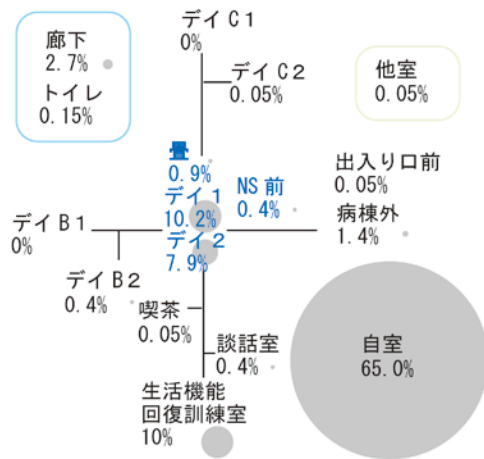 デイC1
0%
廊下
2.7%
トイレ
0.15%
デイC2
0.05%
他室
0.05%
畳
0.9%
デイ1
10.2%
NS前
0.4%
出入り口前
0.05%
病棟外
1.4%
デイB1
0%
デイ2
7.9%
デイB2
0.4%
喫茶
0.05%
談話室
0.4%
自室
65.0%
生活機能
回復訓練室
10%